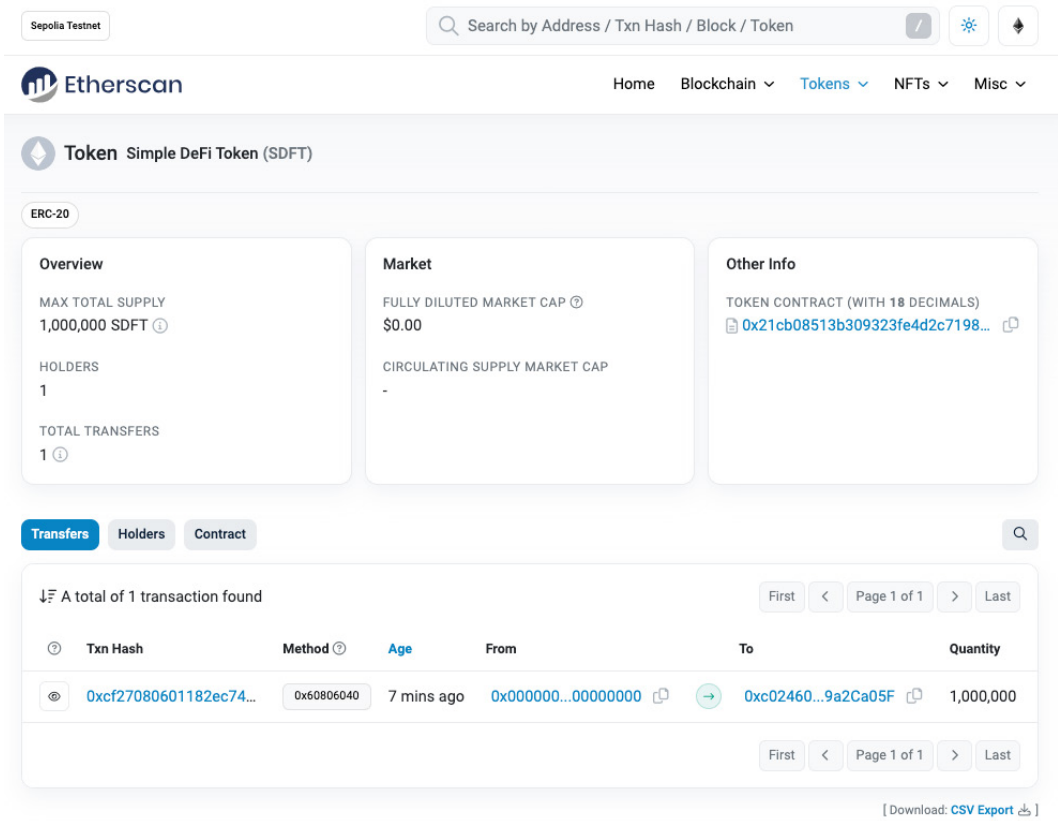 Sepolia Testnet
Search by Address / Txn Hash / Block / Token /
Etherscan
Home Blockchain Tokens NFTs Misc
Token Simple DeFi Token (SDFT)
ERC-20
Overview
MAX TOTAL SUPPLY
1,000,000 SDFT
HOLDERS
1
TOTAL TRANSFERS
1
Market
FULLY DILUTED MARKET CAP
$0.00
CIRCULATING SUPPLY MARKET CAP
-
Other Info
TOKEN CONTRACT (WITH 18 DECIMALS)
0x21cb08513b309323fe4d2c7198...
Transfers Holders Contract
A total of 1 transaction found
First < Page 1 of 1 > Last
Txn Hash Method Age From To Quantity
0xcf27080601182ec74... 0x60806040 7 mins ago 0x000000...00000000 0xc02460...9a2Ca05F 1,000,000
First < Page 1 of 1 > Last
[ Download: CSV Export ]